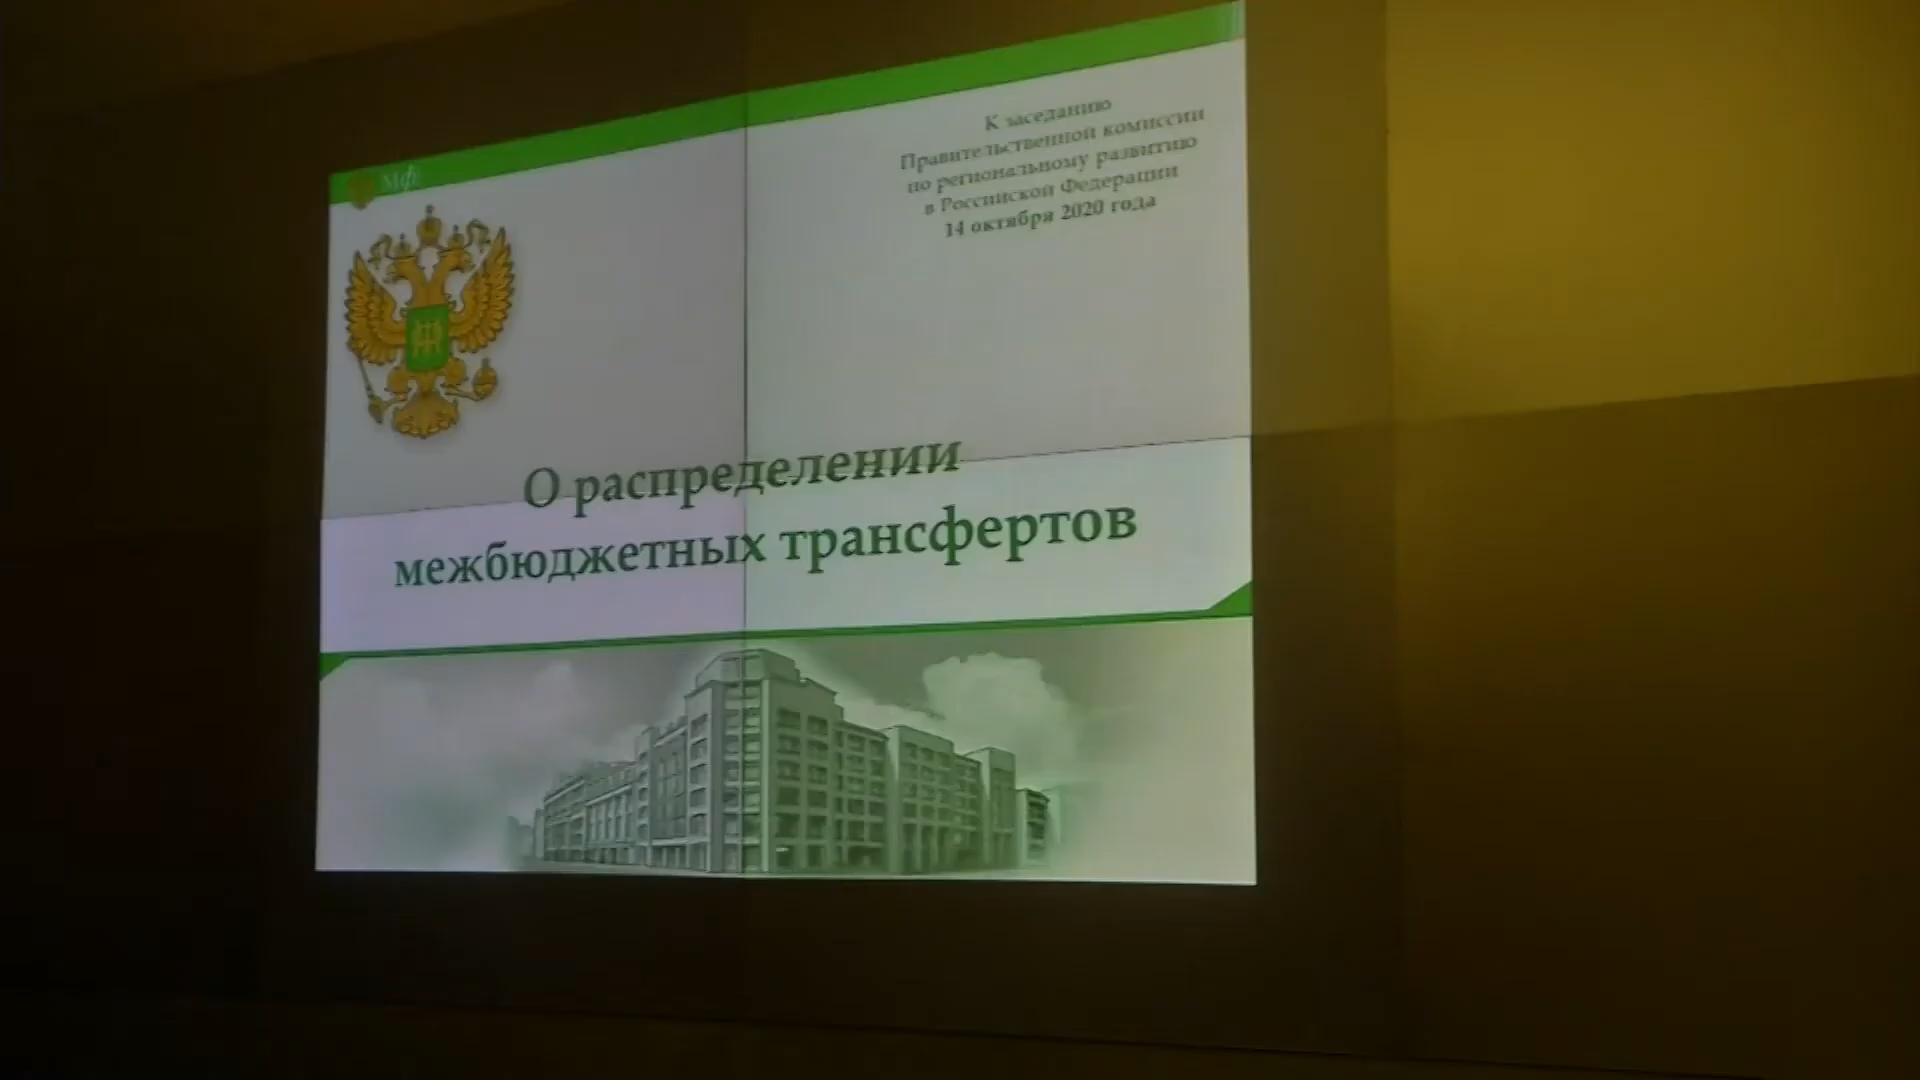 Мф
К заседанию
Правительственной комиссии
по региональному развитию
в Российской Федерации
14 октября 2020 года
О распределении
межбюджетных трансфертов